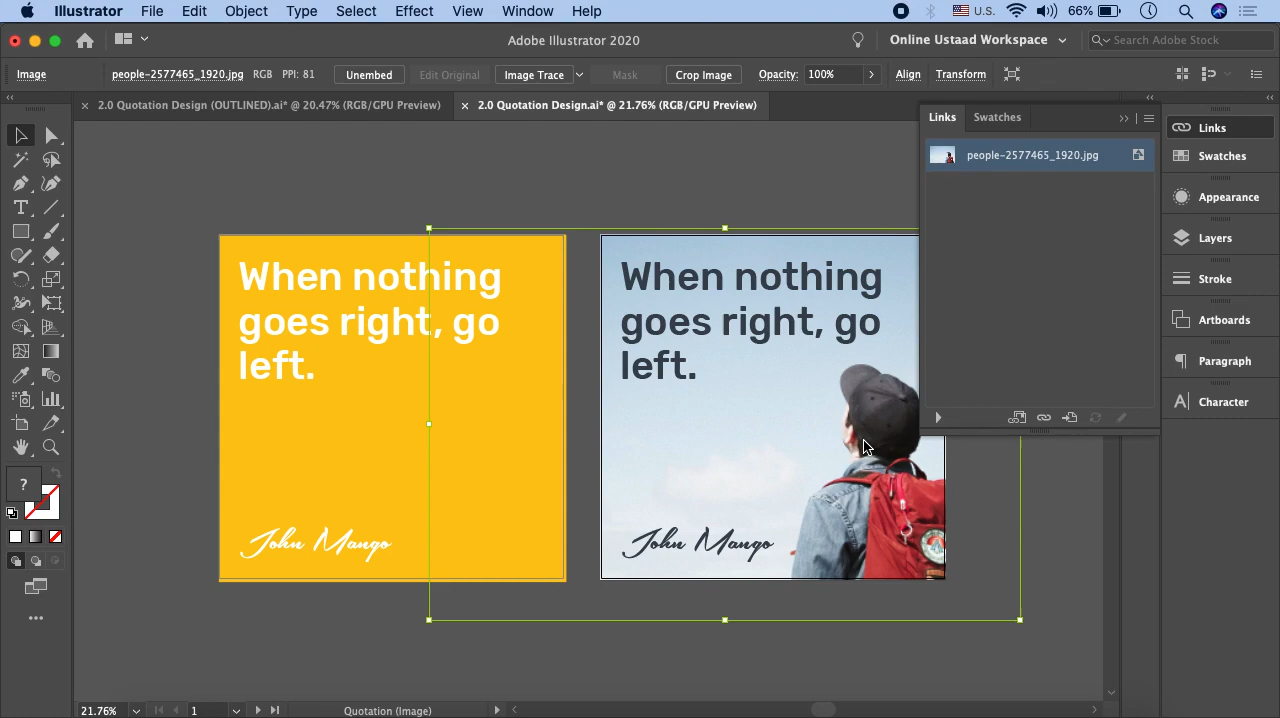 Illustrator File Edit Object Type Select Effect View Window Help U.S. 66%
Adobe Illustrator 2020 Online Ustaad Workspace Search Adobe Stock
Image people-2577465_1920.jpg RGB PPI: 81 Unembed Edit Original Image Trace Mask Crop Image Opacity: 100% Align Transform
× 2.0 Quotation Design (OUTLINED).ai* @ 20.47% (RGB/GPU Preview) × 2.0 Quotation Design.ai* @ 21.76% (RGB/GPU Preview)
Links Swatches
people-2577465_1920.jpg
Links
Swatches
Appearance
Layers
Stroke
Artboards
Paragraph
Character
When nothing
goes right, go
left.
John Mango
When nothing
goes right, go
left.
John Mango
?
21.76% 1 Quotation (Image)